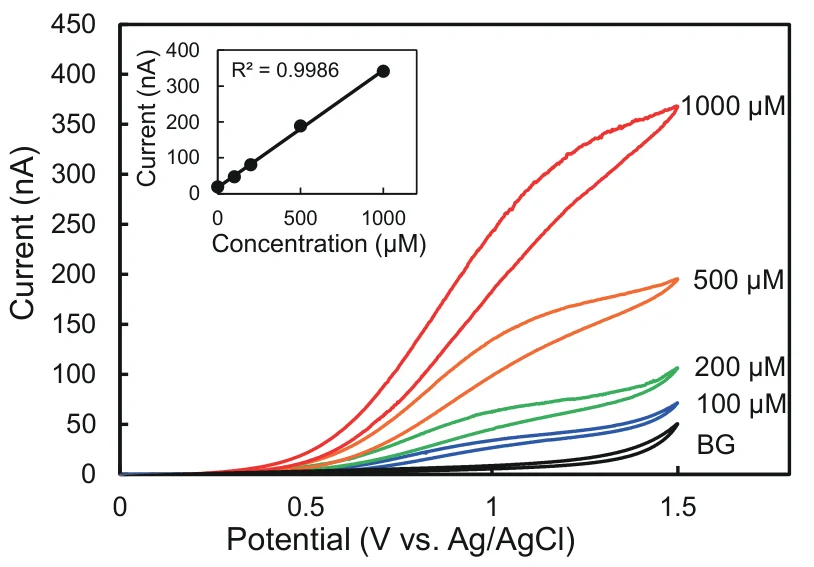 Current (nA)
450
400
350
300
250
200
150
100
50
0
0
0.5
1
1.5
Potential (V vs. Ag/AgCl)
1000 µM
500 µM
200 µM
100 µM
BG
Current (nA)
400
300
200
100
0
R² = 0.9986
0
500
1000
Concentration (µM)